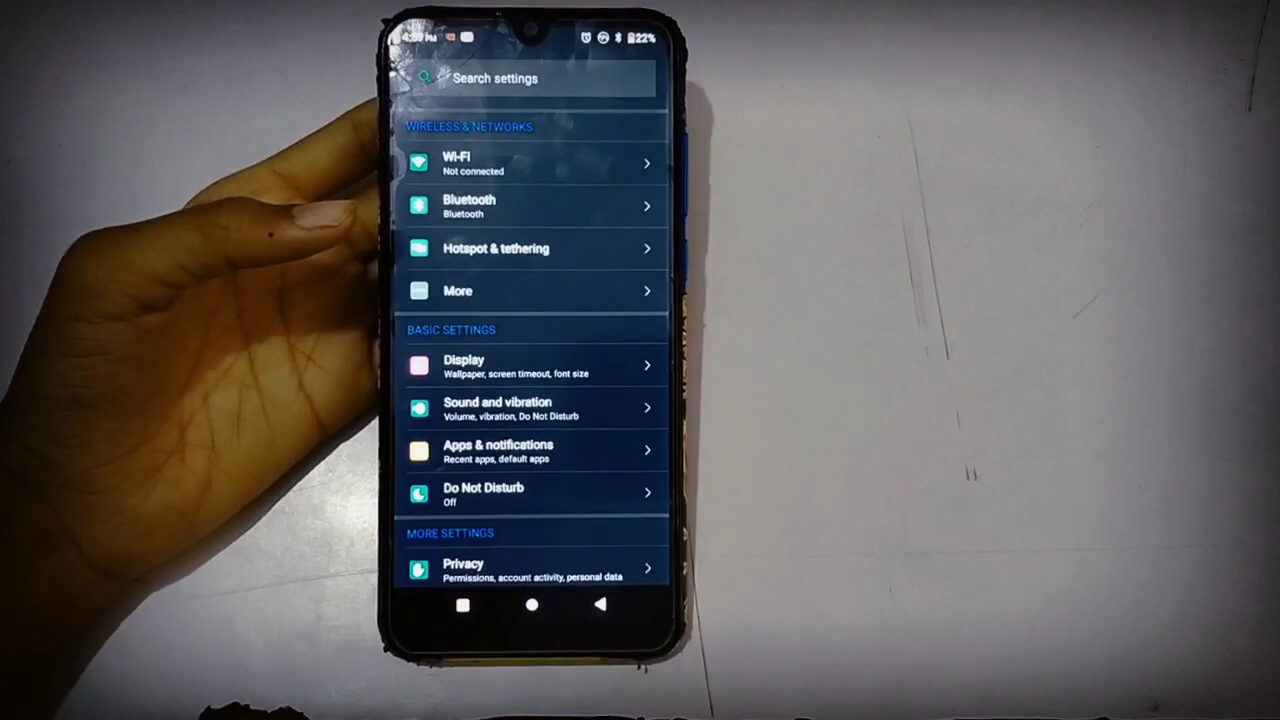 PM
22%
Search settings
WIRELESS & NETWORKS
Wi-Fi
Not connected
Bluetooth
Bluetooth
Hotspot & tethering
More
BASIC SETTINGS
Display
Wallpaper, screen timeout, font size
Sound and vibration
Volume, vibration, Do Not Disturb
Apps & notifications
Recent apps, default apps
Do Not Disturb
Off
MORE SETTINGS
Privacy
Permissions, account activity, personal data